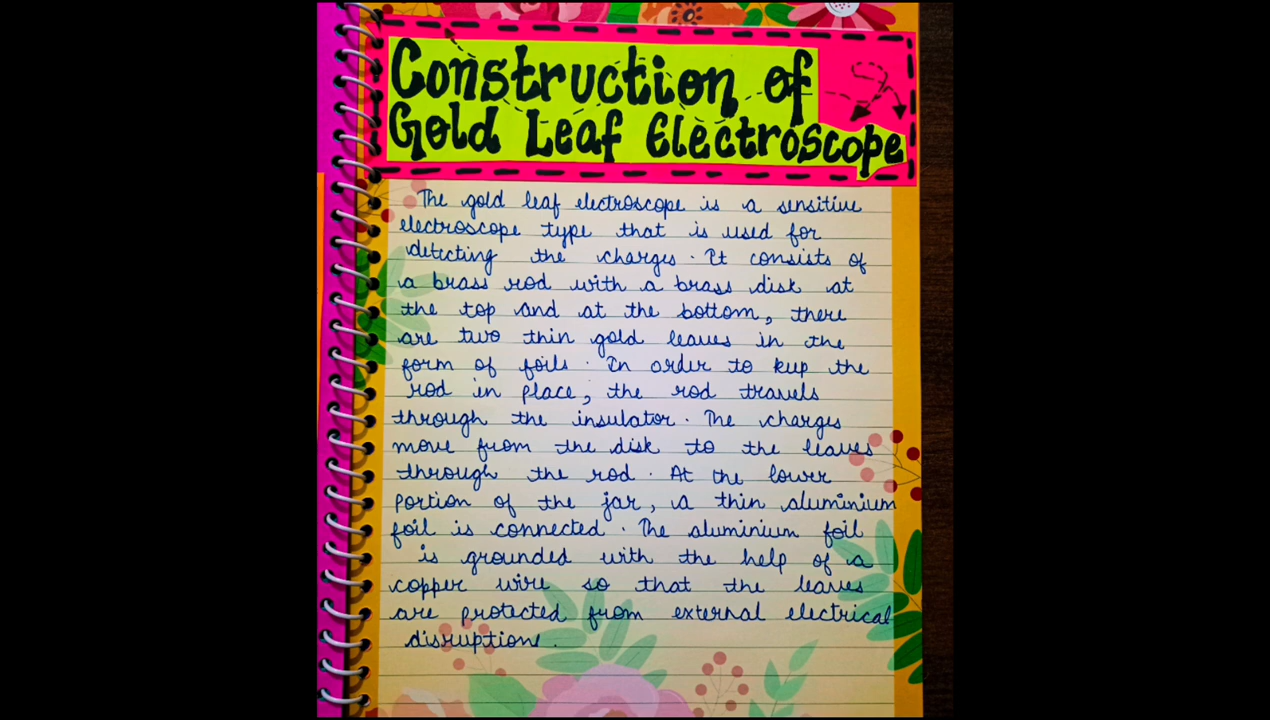 Construction of
Gold Leaf Electroscope
The gold leaf electroscope is a sensitive
electroscope type that is used for
detecting the charges. It consists of
a brass rod with a brass disk at
the top and at the bottom, there
are two thin gold leaves in the
form of foils. In order to keep the
rod in place, the rod travels
through the insulator. The charges
move from the disk to the leaves
through the rod. At the lower
portion of the jar, a thin aluminium
foil is connected. The aluminium foil
is grounded with the help of a
copper wire so that the leaves
are protected from external electrical
disruptions.